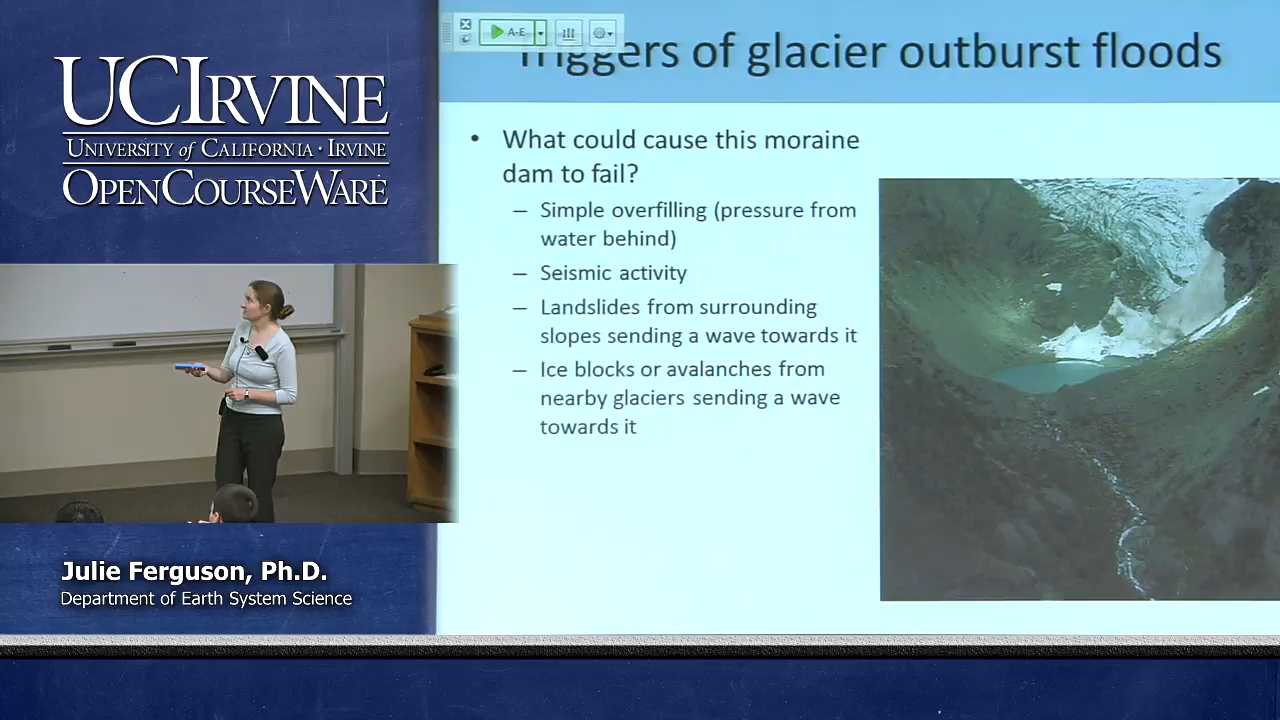 UCIRVINE
UNIVERSITY of CALIFORNIA · IRVINE
OPENCOURSEWARE
A-E
Triggers of glacier outburst floods
• What could cause this moraine
dam to fail?
– Simple overfilling (pressure from
water behind)
– Seismic activity
– Landslides from surrounding
slopes sending a wave towards it
– Ice blocks or avalanches from
nearby glaciers sending a wave
towards it
Julie Ferguson, Ph.D.
Department of Earth System Science